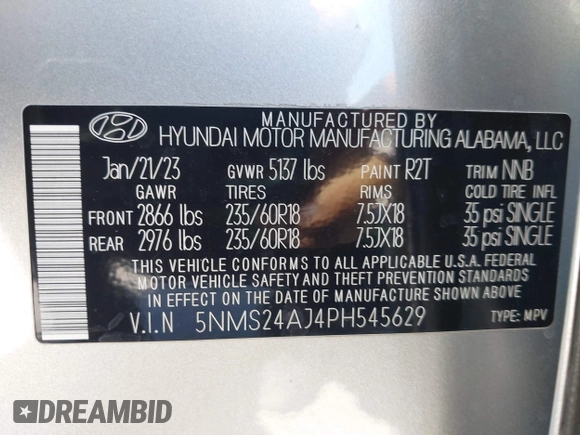 MANUFACTURED BY
HYUNDAI MOTOR MANUFACTURING ALABAMA, LLC
Jan/21/23 GVWR 5137 lbs PAINT R2T TRIM NNB
GAWR TIRES RIMS COLD TIRE INFL
FRONT 2866 lbs 235/60R18 7.5JX18 35 psi SINGLE
REAR 2976 lbs 235/60R18 7.5JX18 35 psi SINGLE
THIS VEHICLE CONFORMS TO ALL APPLICABLE U.S.A. FEDERAL
MOTOR VEHICLE SAFETY AND THEFT PREVENTION STANDARDS
IN EFFECT ON THE DATE OF MANUFACTURE SHOWN ABOVE.
V.I.N 5NMS24AJ4PH545629 TYPE: MPV
DREAMBID